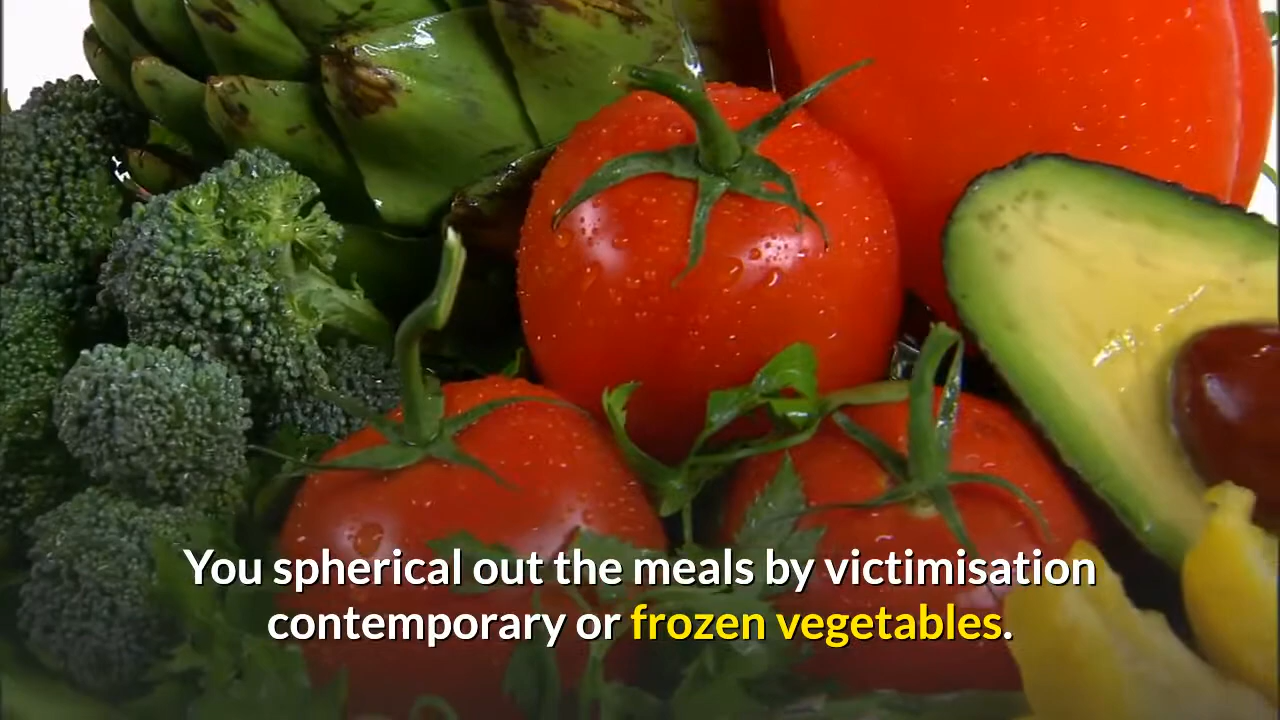 You spherical out the meals by victimisation
contemporary or frozen vegetables.